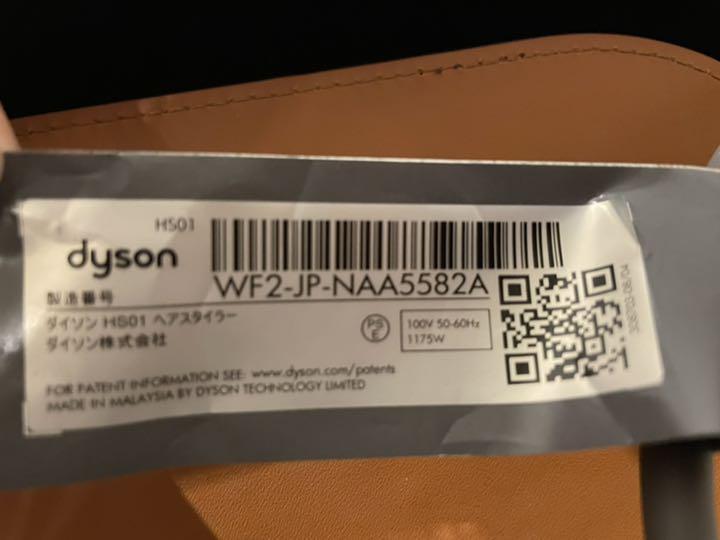 HS01
dyson
WF2-JP-NAA5582A
製造番号
ダイソン HS01 ヘアスタイラー
ダイソン株式会社
PS
E
100V 50-60Hz
1175W
FOR PATENT INFORMATION SEE: www.dyson.com/patents
MADE IN MALAYSIA BY DYSON TECHNOLOGY LIMITED